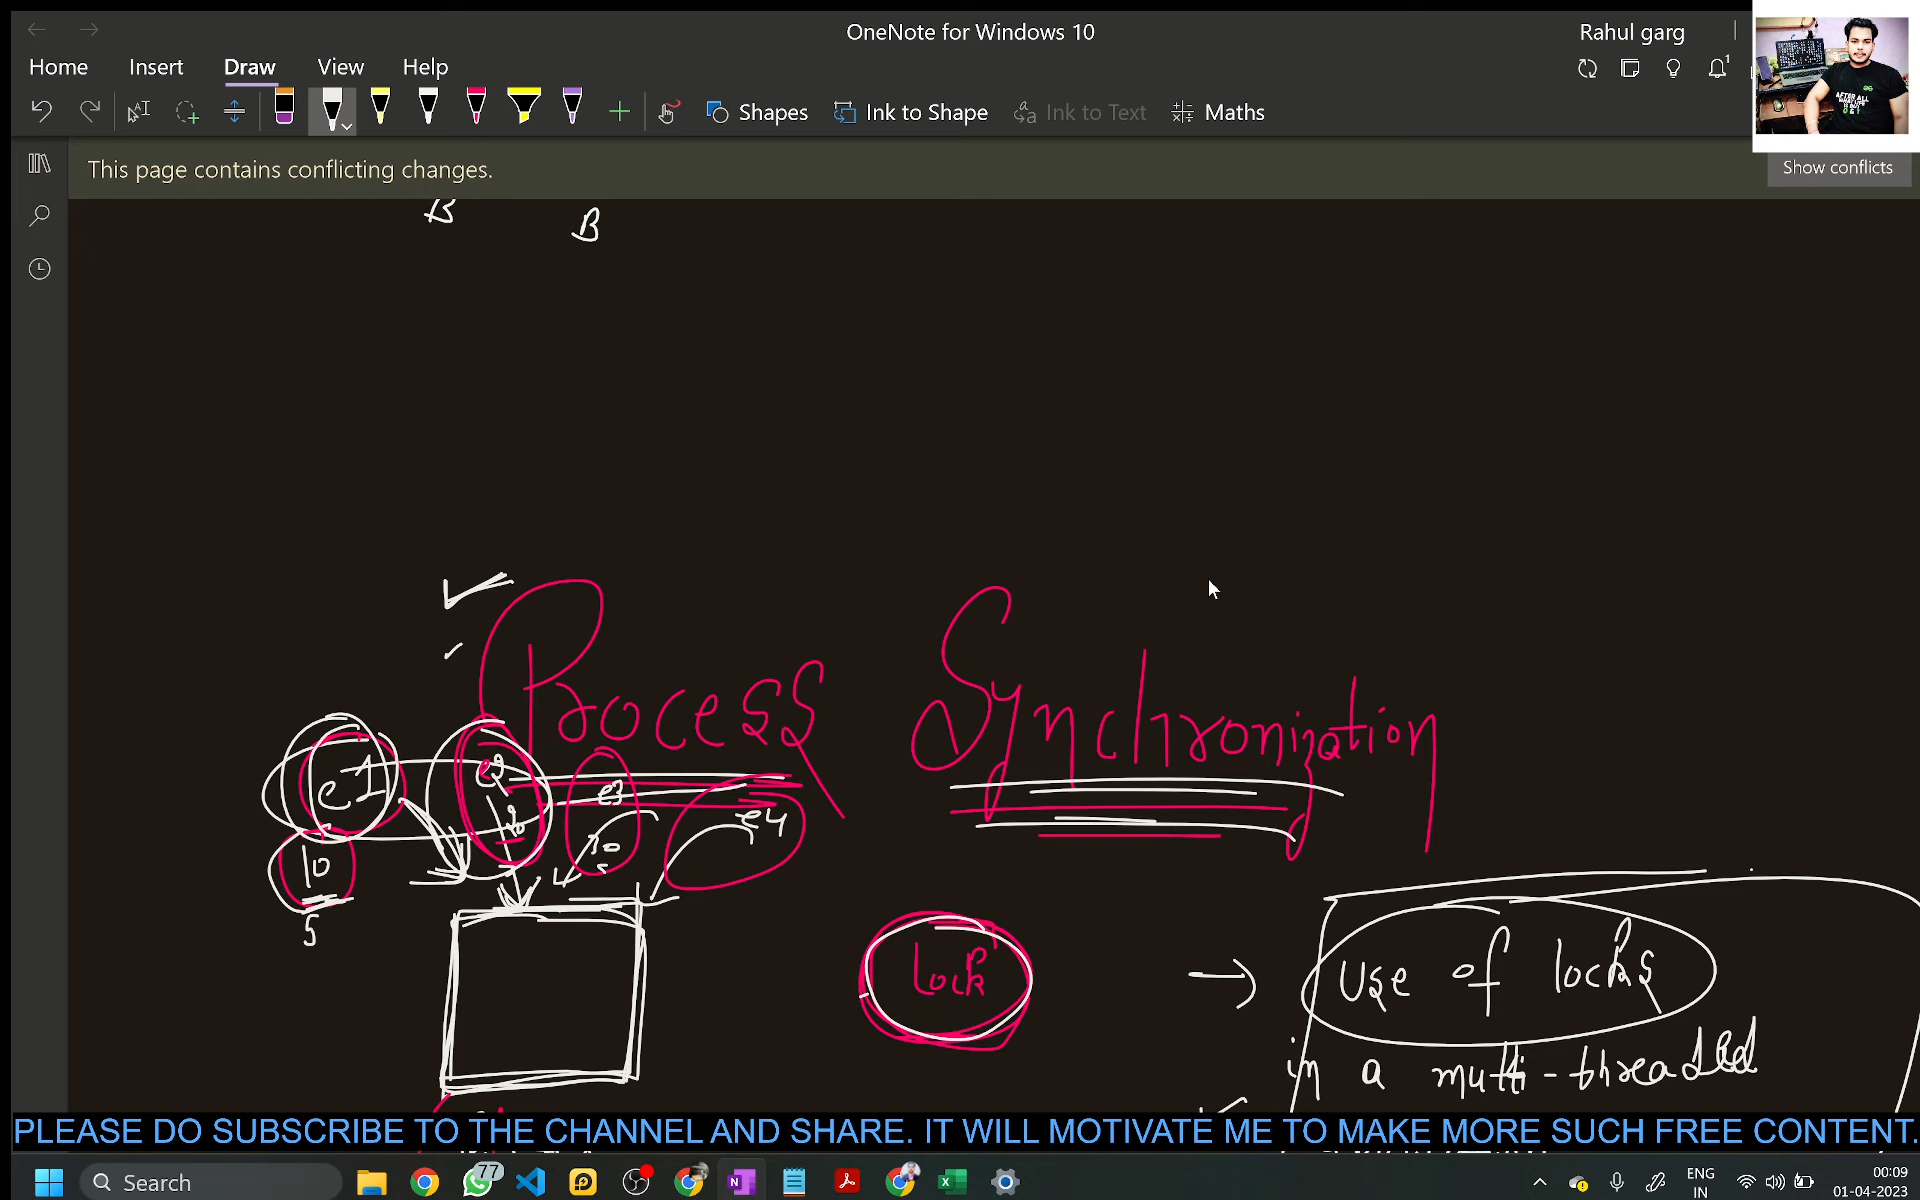 OneNote for Windows 10
Rahul garg
Home Insert Draw View Help
Shapes Ink to Shape Ink to Text Maths
This page contains conflicting changes.
Show conflicts
B
B
Process Synchronization
e1 e2 e3 e4
10 10 10
5
Lock
→ use of locks
in a multi-threaded
PLEASE DO SUBSCRIBE TO THE CHANNEL AND SHARE. IT WILL MOTIVATE ME TO MAKE MORE SUCH FREE CONTENT.
Search
77
ENG
IN
00:09
01-04-2023